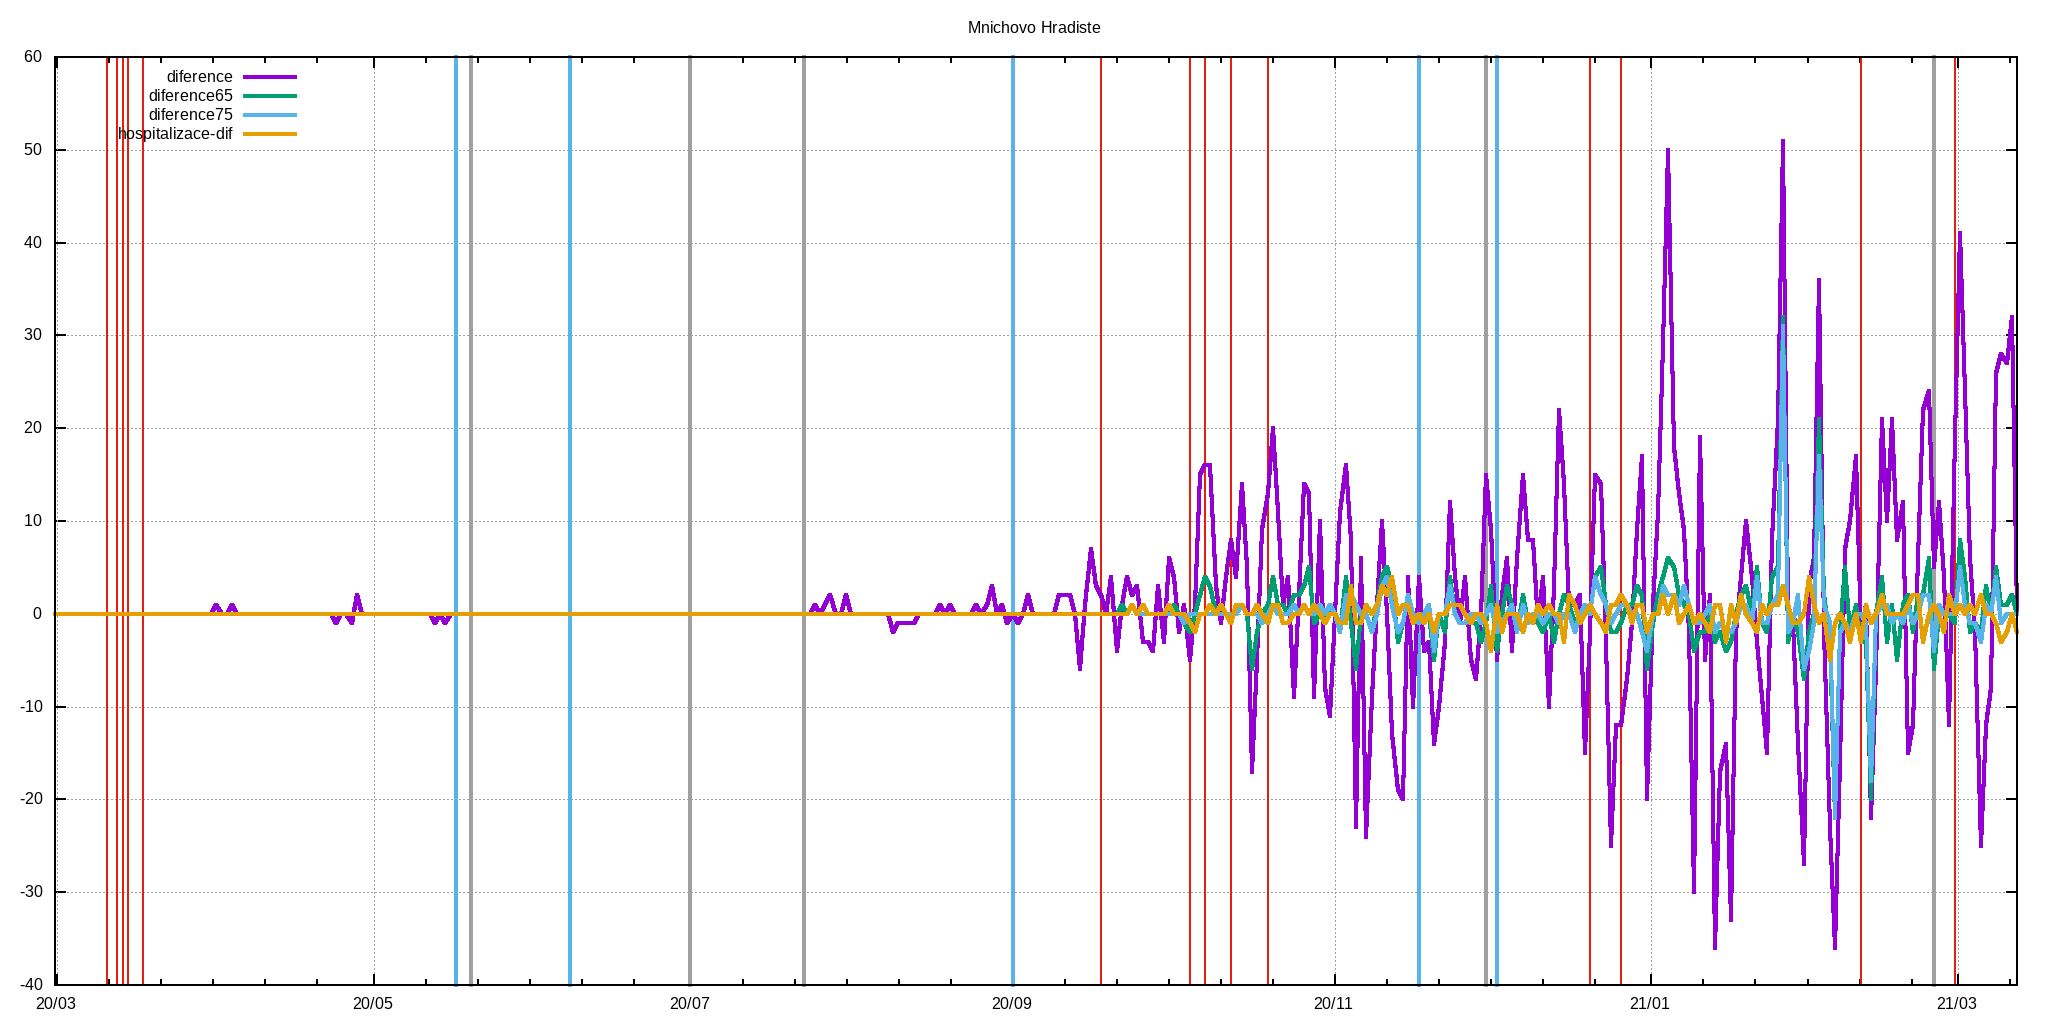 Mnichovo Hradiste
60
50
40
30
20
10
0
-10
-20
-30
-40
diference
diference65
diference75
hospitalizace-dif
20/03 20/05 20/07 20/09 20/11 21/01 21/03